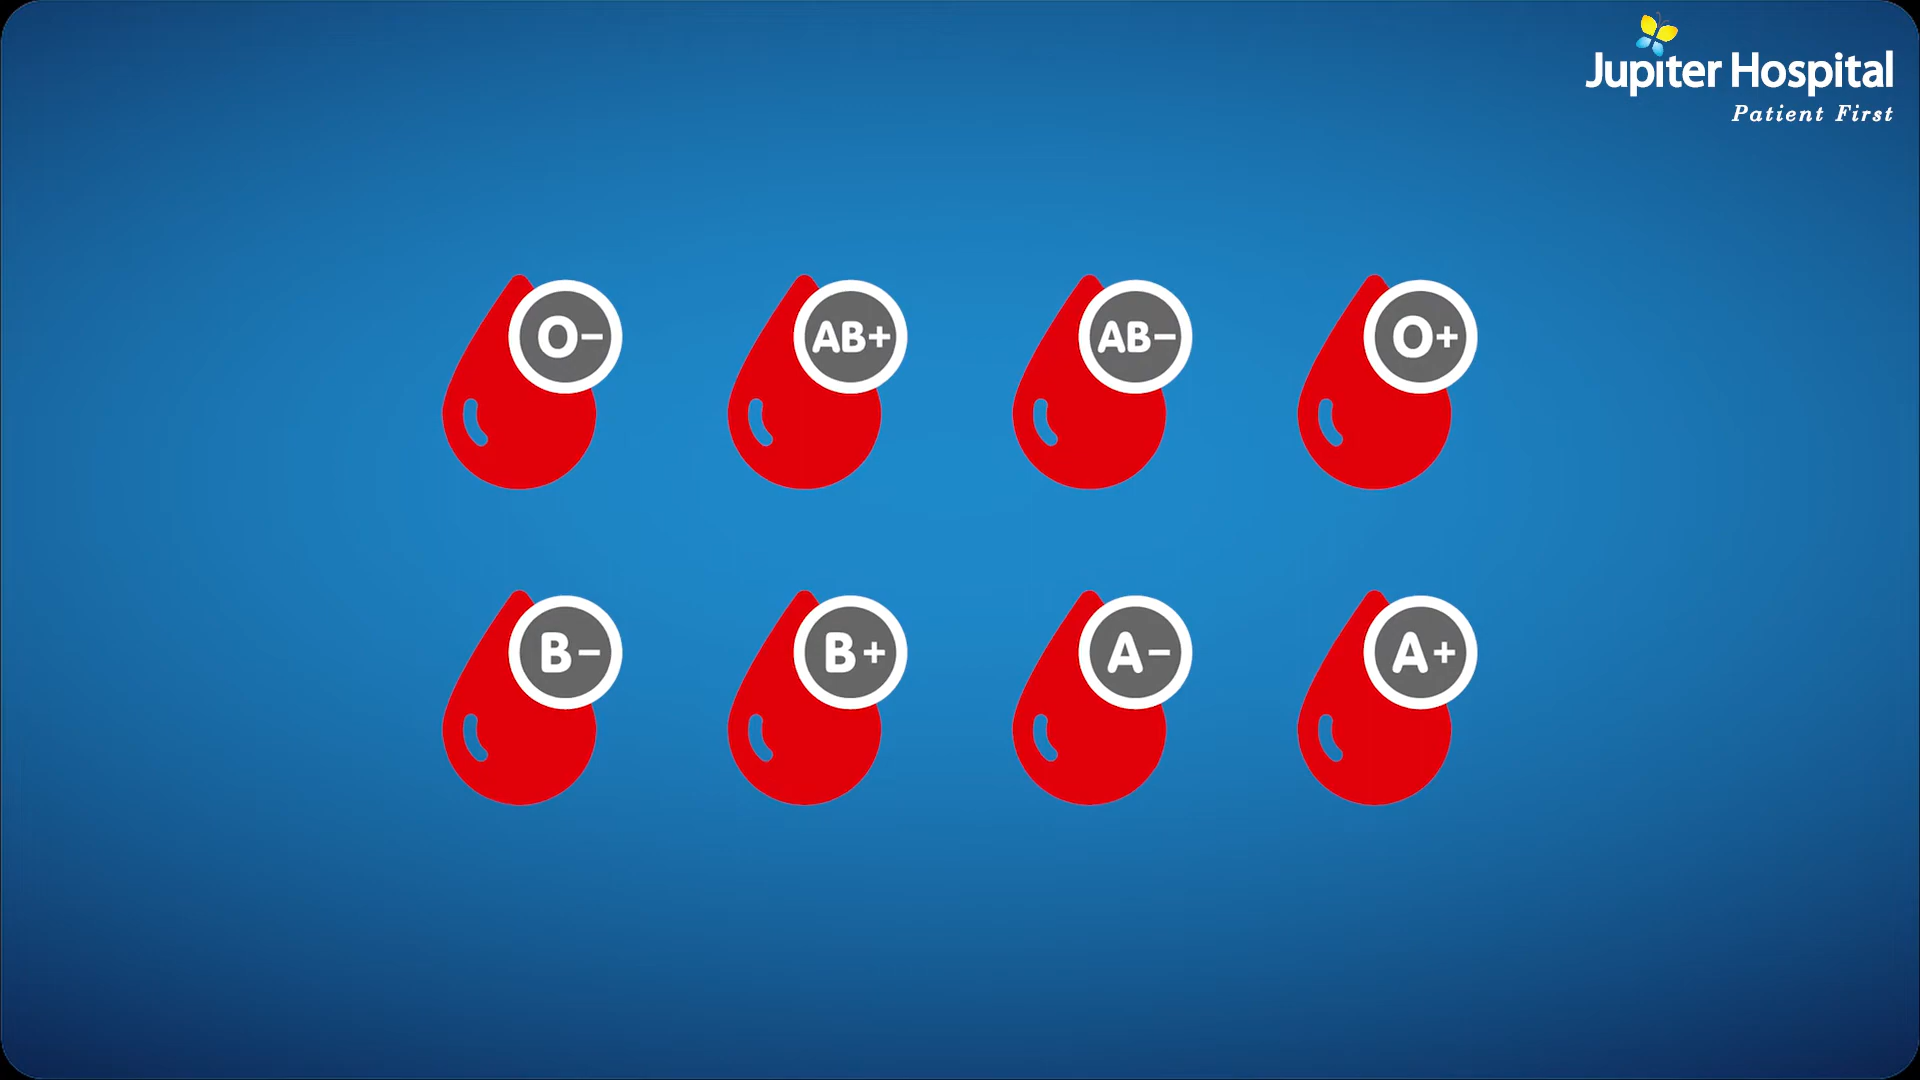 Jupiter Hospital
Patient First
O− AB+ AB− O+
B− B+ A− A+